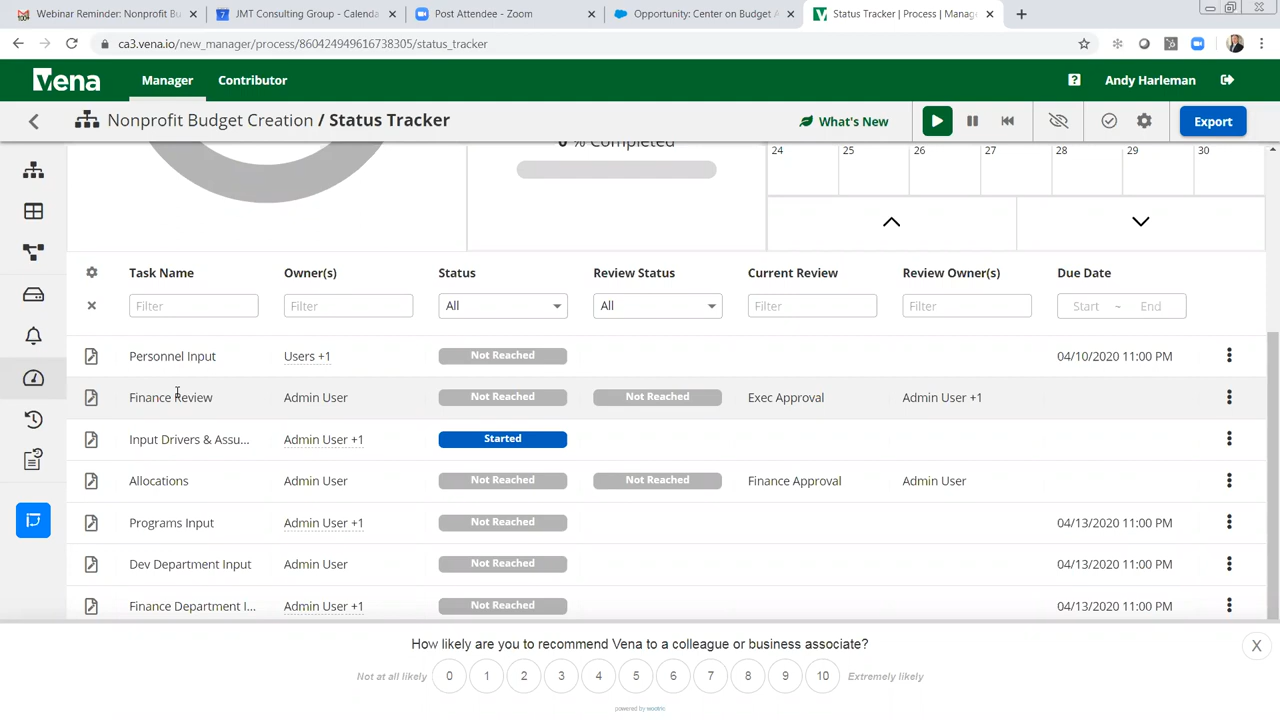 Webinar Reminder: Nonprofit Bu
JMT Consulting Group - Calenda
Post Attendee - Zoom
Opportunity: Center on Budget A
Status Tracker | Process | Manag
ca3.vena.io/new_manager/process/860424949616738305/status_tracker
Vena
Manager
Contributor
Andy Harleman
Nonprofit Budget Creation / Status Tracker
What's New
Export
% Completed
24 25 26 27 28 29 30
Task Name Owner(s) Status Review Status Current Review Review Owner(s) Due Date
Filter Filter All All Filter Filter Start ~ End
Personnel Input Users +1 Not Reached 04/10/2020 11:00 PM
Finance Review Admin User Not Reached Not Reached Exec Approval Admin User +1
Input Drivers & Assu... Admin User +1 Started
Allocations Admin User Not Reached Not Reached Finance Approval Admin User
Programs Input Admin User +1 Not Reached 04/13/2020 11:00 PM
Dev Department Input Admin User Not Reached 04/13/2020 11:00 PM
Finance Department I... Admin User +1 Not Reached 04/13/2020 11:00 PM
How likely are you to recommend Vena to a colleague or business associate?
X
Not at all likely 0 1 2 3 4 5 6 7 8 9 10 Extremely likely
powered by wootric